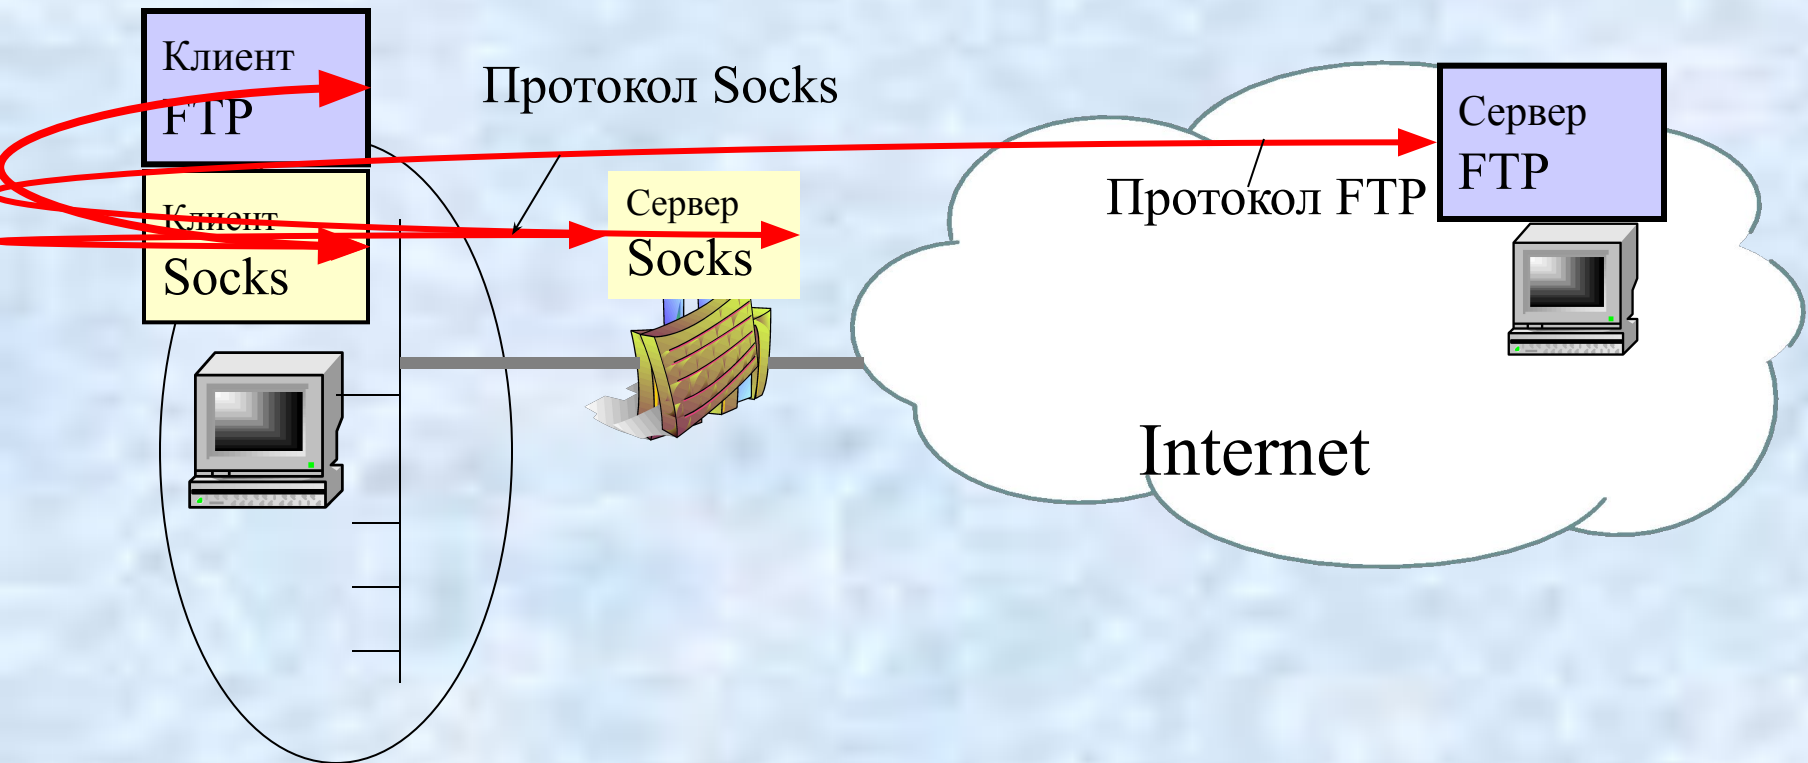 Клиент
FTP
Протокол Socks
Клиент
Socks
Сервер
Socks
Протокол FTP
Сервер
FTP
Internet